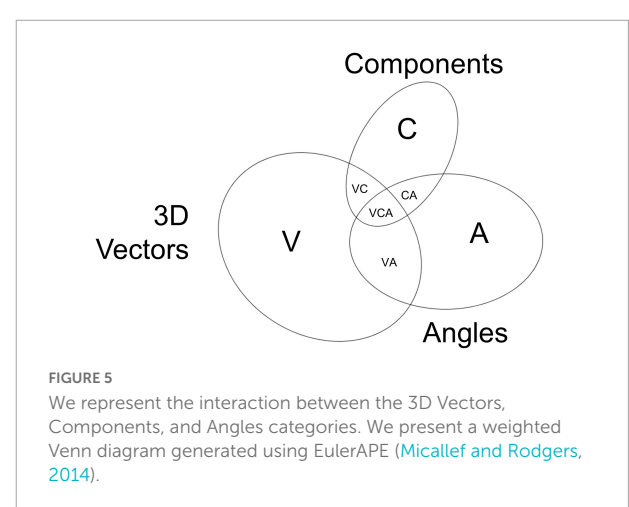 Components
C
VC
CA
VCA
3D
Vectors
V
A
VA
Angles
FIGURE 5
We represent the interaction between the 3D Vectors,
Components, and Angles categories. We present a weighted
Venn diagram generated using EulerAPE (Micallef and Rodgers,
2014).